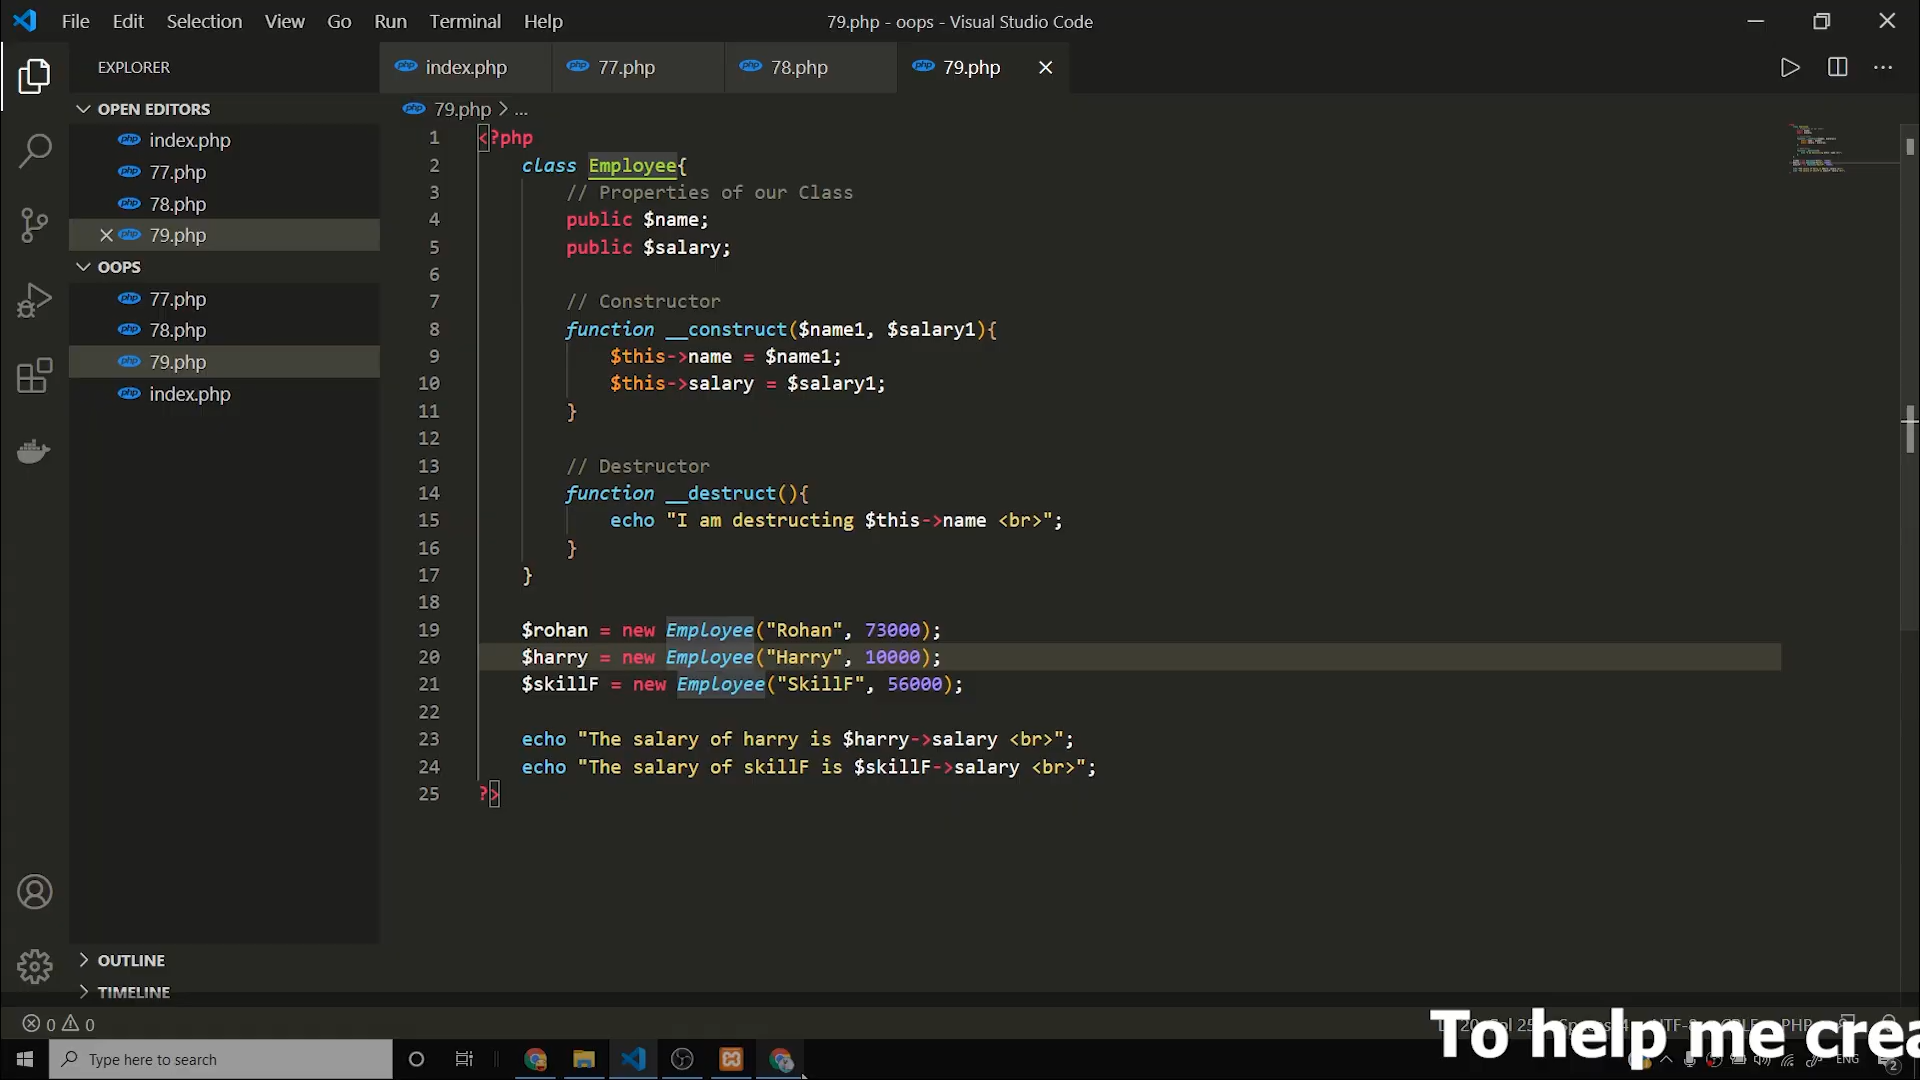 File Edit Selection View Go Run Terminal Help
79.php - oops - Visual Studio Code
EXPLORER
index.php
77.php
78.php
79.php
OPEN EDITORS
index.php
77.php
78.php
79.php
OOPS
77.php
78.php
79.php
index.php
OUTLINE
TIMELINE
79.php > ...
1 <?php
2 class Employee{
3 // Properties of our Class
4 public $name;
5 public $salary;
6
7 // Constructor
8 function __construct($name1, $salary1){
9 $this->name = $name1;
10 $this->salary = $salary1;
11 }
12
13 // Destructor
14 function __destruct(){
15 echo "I am destructing $this->name <br>";
16 }
17 }
18
19 $rohan = new Employee("Rohan", 73000);
20 $harry = new Employee("Harry", 10000);
21 $skillF = new Employee("SkillF", 56000);
22
23 echo "The salary of harry is $harry->salary <br>";
24 echo "The salary of skillF is $skillF->salary <br>";
25 ?>
0 0
PHP
To help me crea
Type here to search
ENG
2